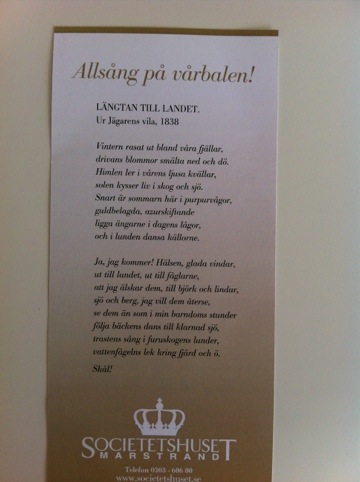 Allsång på vårbalen!
LÄNGTAN TILL LANDET.
Ur Jägarens vila, 1838
Vintern rasat ut bland våra fjällar,
drivans blommor smälta ned och dö.
Himlen ler i vårens ljusa kvällar,
solen kysser liv i skog och sjö.
Snart är sommarn här i purpurvågor,
guldbelagda, azurskiftande
ligga ängarne i dagens lågor,
och i lunden dansa källorne.
Ja, jag kommer! Hälsen, glada vindar,
ut till landet, ut till fåglarne,
att jag älskar dem, till björk och lindar,
sjö och berg, jag vill dem återse,
se dem än som i min barndoms stunder
följa bäckens dans till klarnad sjö,
trastens sång i furuskogens lunder,
vattenfågelns lek kring fjärd och ö.
Skål!
SOCIETETSHUSET
MARSTRAND
Telefon 0303 - 606 00
www.societetshuset.se